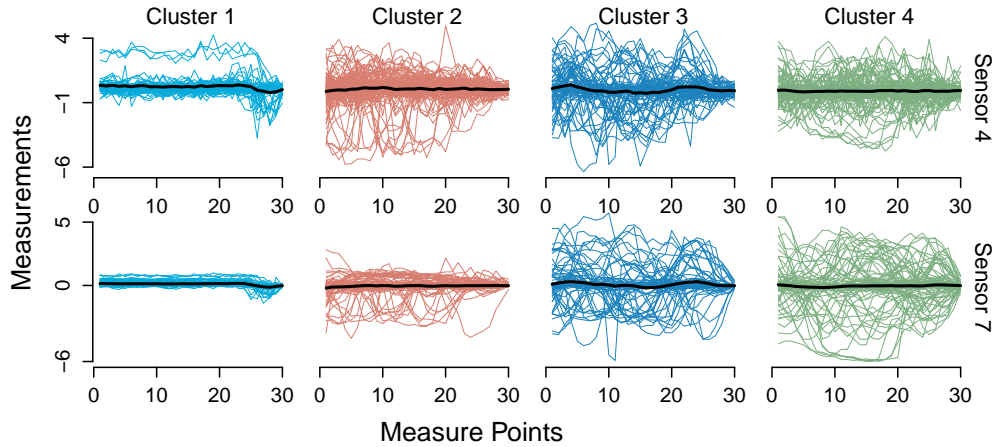 Cluster 1 Cluster 2 Cluster 3 Cluster 4
4
-1
-6
Sensor 4
0 10 20 30 0 10 20 30 0 10 20 30 0 10 20 30
Measurements
5
0
-6
Sensor 7
0 10 20 30 0 10 20 30 0 10 20 30 0 10 20 30
Measure Points